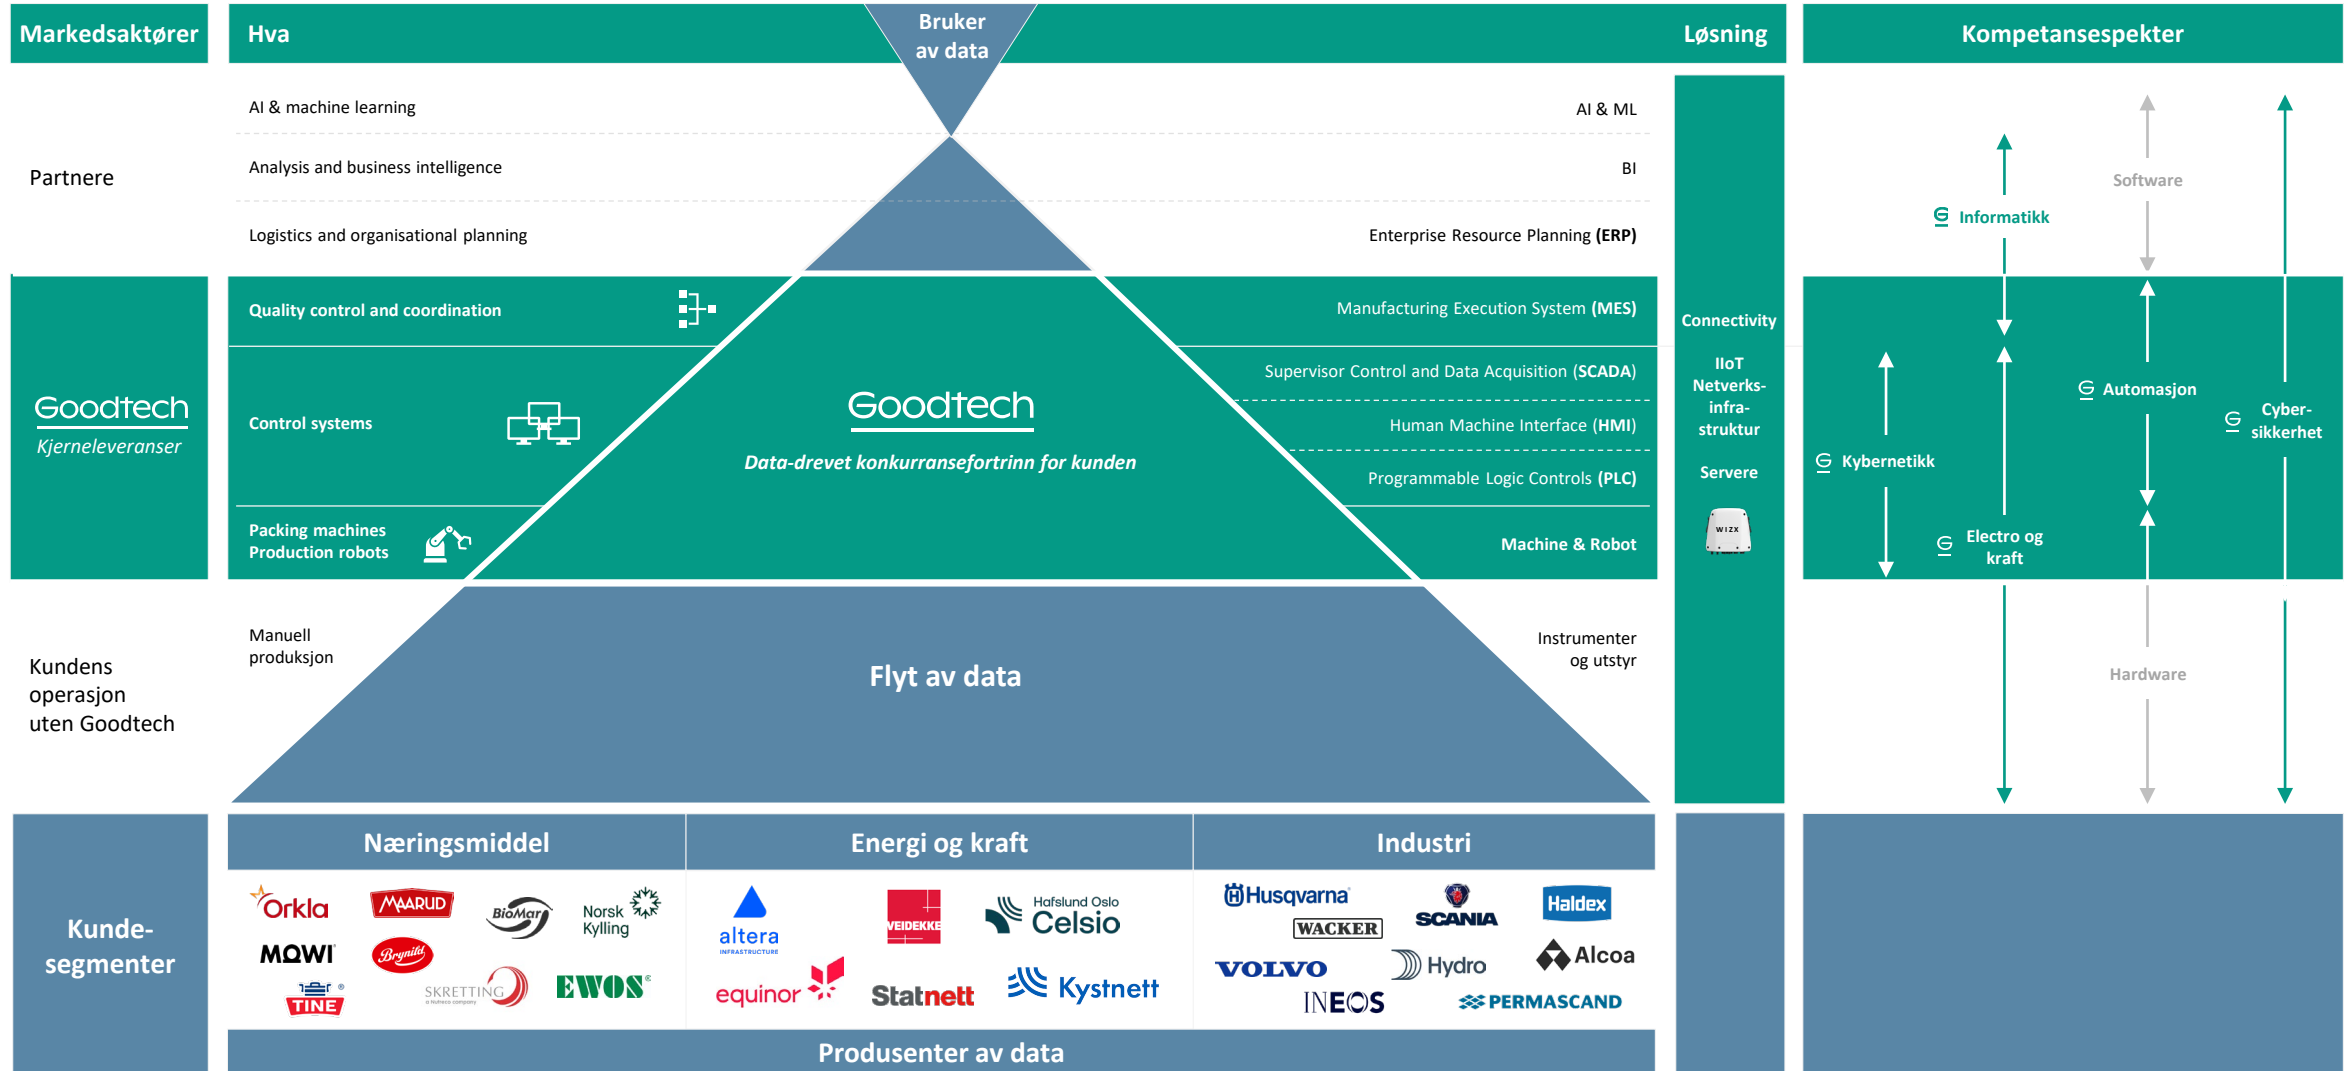 Markedsaktører
Hva
Bruker
av data
Løsning
Kompetansespekter
Partnere
AI & machine learning
AI & ML
Analysis and business intelligence
BI
Logistics and organisational planning
Enterprise Resource Planning (ERP)
Software
Informatikk
Goodtech
Kjerneleveranser
Quality control and coordination
Manufacturing Execution System (MES)
Control systems
Supervisor Control and Data Acquisition (SCADA)
Human Machine Interface (HMI)
Programmable Logic Controls (PLC)
Packing machines
Production robots
Machine & Robot
Goodtech
Data-drevet konkurransefortrinn for kunden
Connectivity
IIoT
Netverks-
infra-
struktur
Servere
WIZX
Kybernetikk
Electro og
kraft
Automasjon
Cyber-
sikkerhet
Kundens
operasjon
uten Goodtech
Manuell
produksjon
Flyt av data
Instrumenter
og utstyr
Hardware
Kunde-
segmenter
Næringsmiddel
Energi og kraft
Industri
Orkla
MAARUD
BioMar
Norsk
Kylling
MOWI
Brynild
TINE
SKRETTING
a Nutreco company
EWOS
altera
INFRASTRUCTURE
VEIDEKKE
Hafslund Oslo
Celsio
equinor
Statnett
Kystnett
Husqvarna
WACKER
SCANIA
Haldex
VOLVO
Hydro
Alcoa
INEOS
PERMASCAND
Produsenter av data